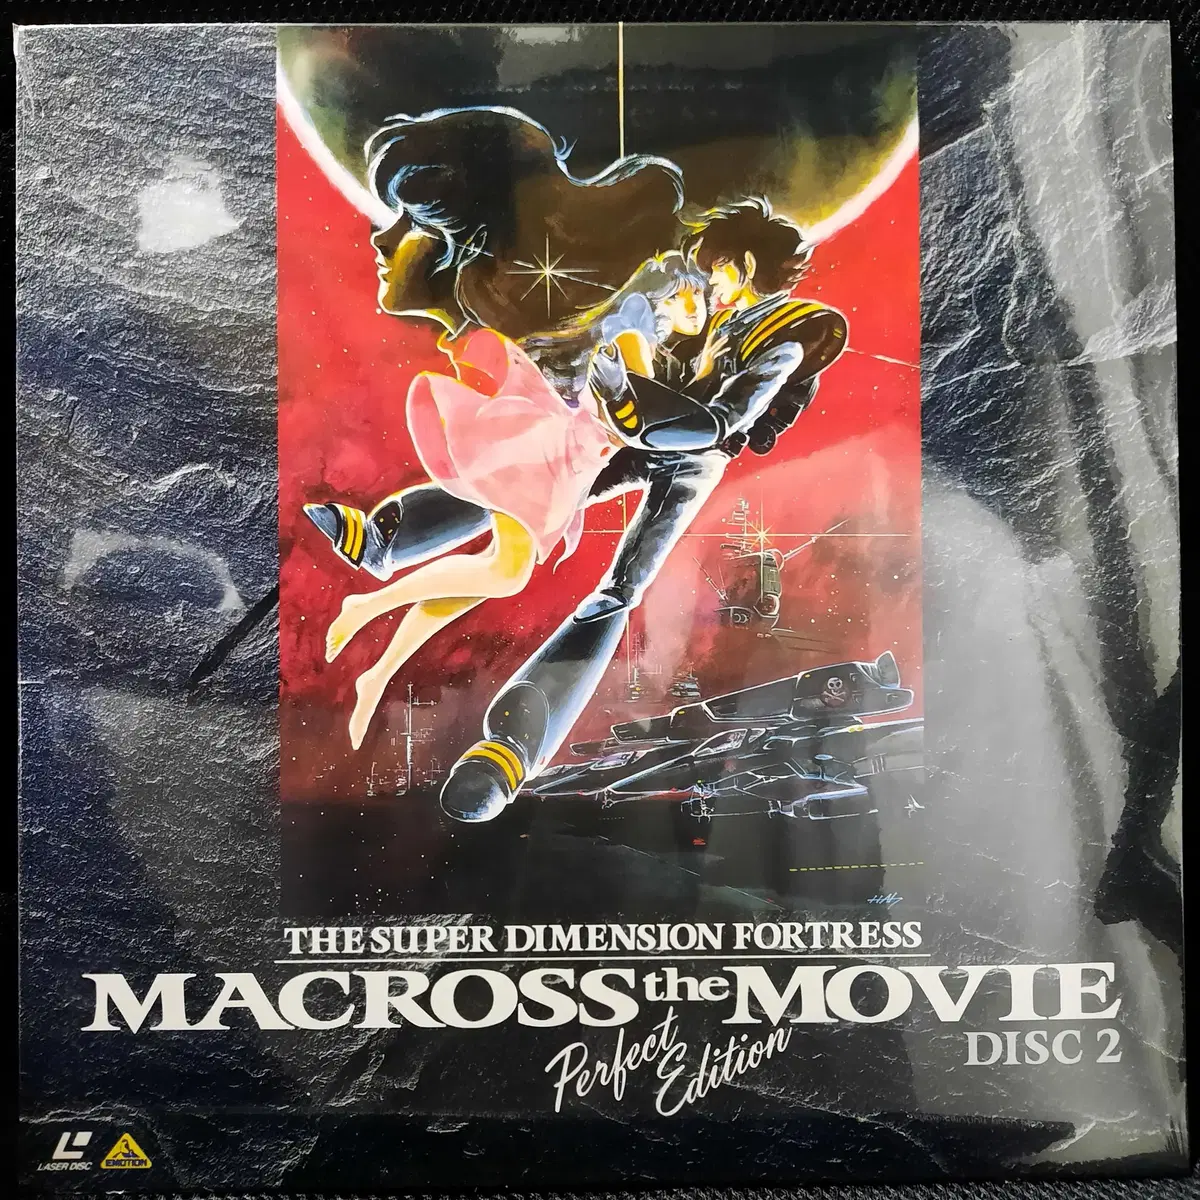 THE SUPER DIMENSION FORTRESS
MACROSS the MOVIE
Perfect Edition
DISC 2
LASER DISC
EMOTION